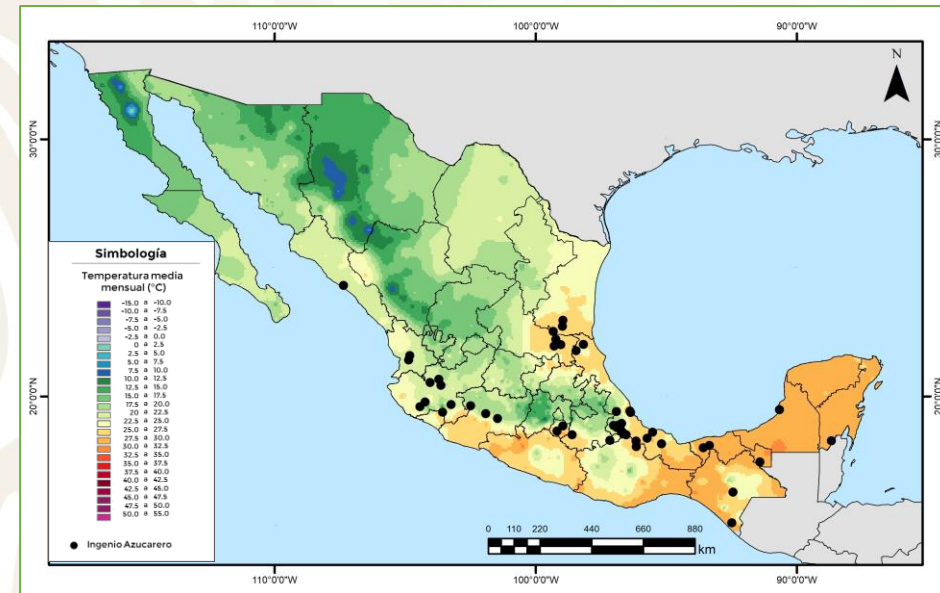 110°0'0"W 100°0'0"W 90°0'0"W
N
30°0'0"N 30°0'0"N
20°0'0"N 20°0'0"N
Simbología
Temperatura media
mensual (°C)
-15.0 a -10.0
-10.0 a -7.5
-7.5 a -5.0
-5.0 a -2.5
-2.5 a 0.0
0 a 2.5
2.5 a 5.0
5.0 a 7.5
7.5 a 10.0
10.0 a 12.5
12.5 a 15.0
15.0 a 17.5
17.5 a 20.0
20 a 22.5
22.5 a 25.0
25.0 a 27.5
27.5 a 30.0
30.0 a 32.5
32.5 a 35.0
35.0 a 37.5
37.5 a 40.0
40.0 a 42.5
42.5 a 45.0
45.0 a 47.5
47.5 a 50.0
50.0 a 55.0
Ingenio Azucarero
0 110 220 440 660 880
km
110°0'0"W 100°0'0"W 90°0'0"W